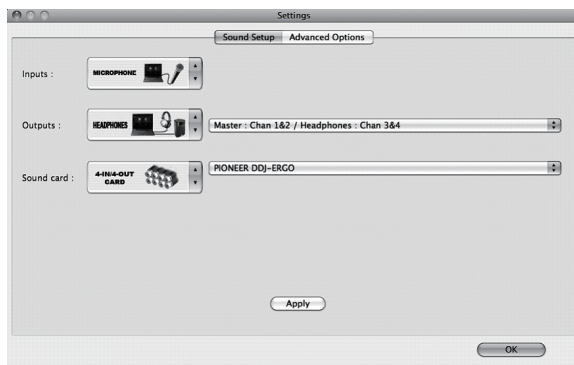 Settings
Sound Setup Advanced Options
Inputs : MICROPHONE
Outputs : HEADPHONES Master : Chan 1&2 / Headphones : Chan 3&4
Sound card : 4-IN/4-OUT CARD PIONEER DDJ-ERGO
Apply
OK